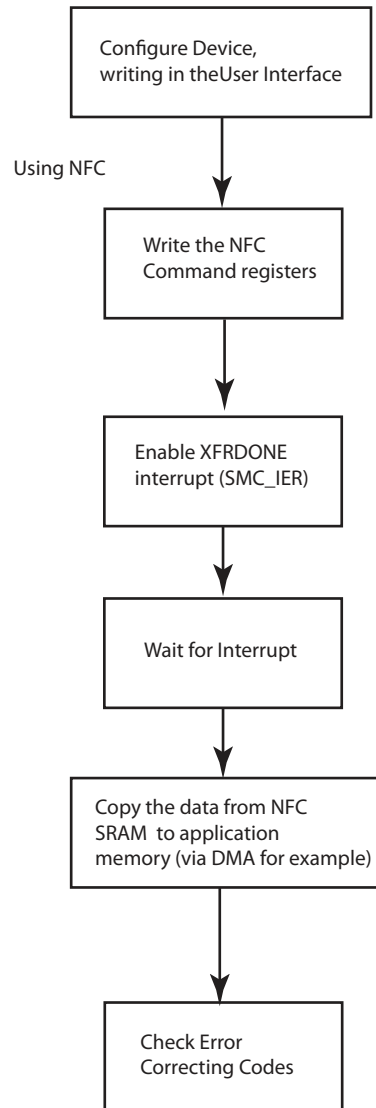 Configure Device,
writing in theUser Interface
Using NFC
Write the NFC
Command registers
Enable XFRDONE
interrupt (SMC_IER)
Wait for Interrupt
Copy the data from NFC
SRAM  to application
memory (via DMA for example)
Check Error
Correcting Codes